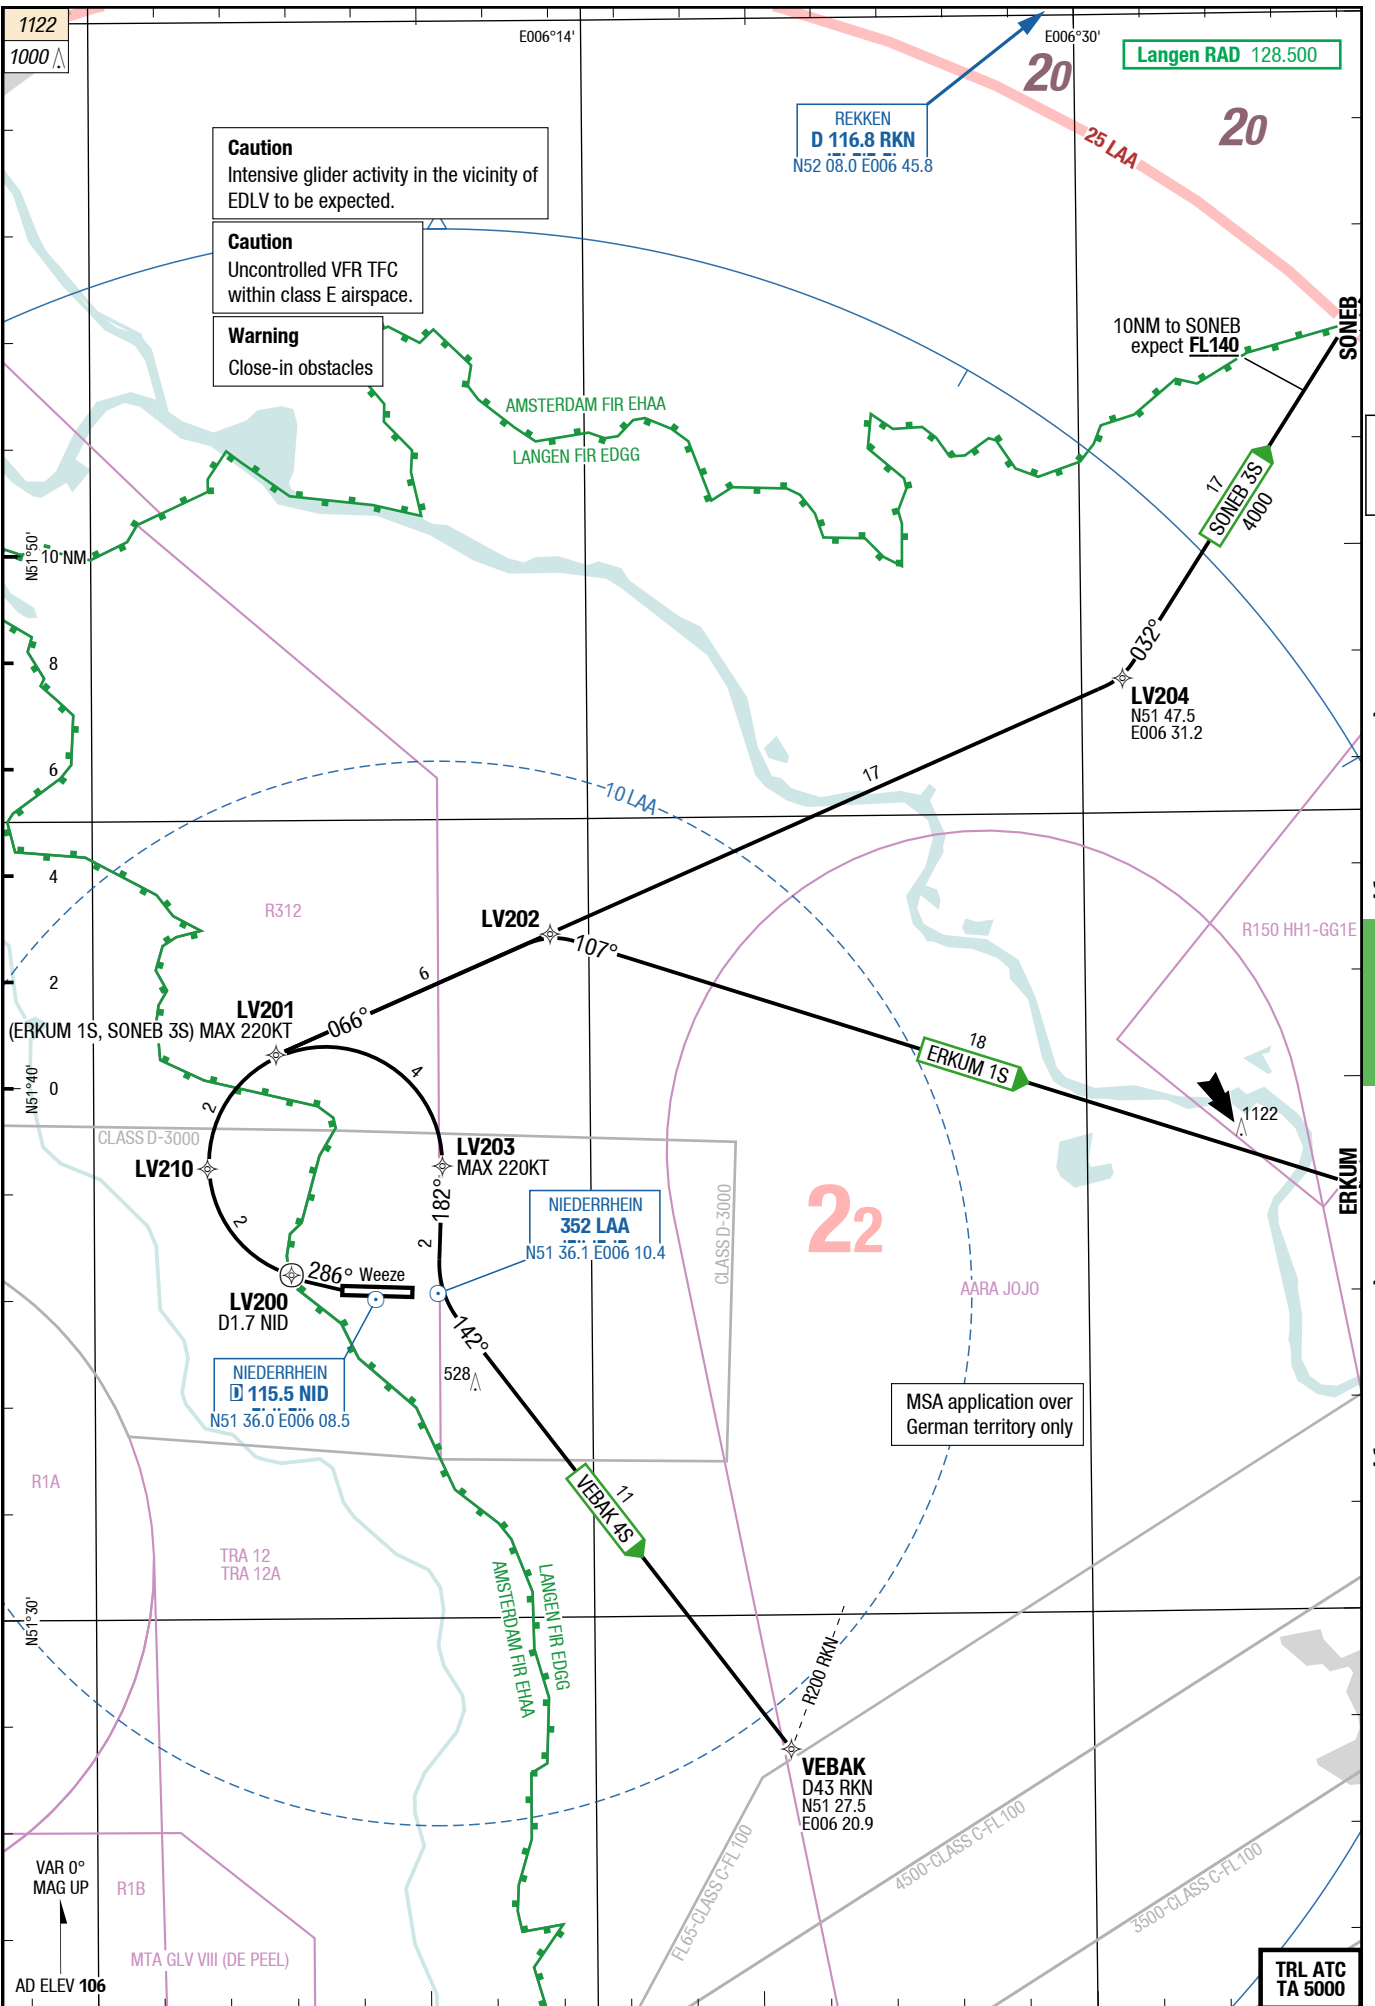 1122
1000
E006°14'
E006°30'
Langen RAD 128.500
20
20
REKKEN
D 116.8 RKN
N52 08.0 E006 45.8
25 LAA
Caution
Intensive glider activity in the vicinity of
EDLV to be expected.
Caution
Uncontrolled VFR TFC
within class E airspace.
Warning
Close-in obstacles
10NM to SONEB
expect FL140
SONEB
AMSTERDAM FIR EHAA
LANGEN FIR EDGG
17
SONEB 3S
4000
N51°50'
10 NM
8
6
4
2
0
032°
LV204
N51 47.5
E006 31.2
17
10 LAA
R312
LV202
107°
R150 HH1-GG1E
6
LV201
(ERKUM 1S, SONEB 3S) MAX 220KT
066°
18
ERKUM 1S
N51°40'
4
2
1122
CLASS D-3000
LV210
LV203
MAX 220KT
ERKUM
182°
NIEDERRHEIN
352 LAA
N51 36.1 E006 10.4
22
CLASS D-3000
2
2
286°
Weeze
AARA JOJO
LV200
D1.7 NID
142°
NIEDERRHEIN
D 115.5 NID
N51 36.0 E006 08.5
528
MSA application over
German territory only
R1A
11
VEBAK 4S
TRA 12
TRA 12A
AMSTERDAM FIR EHAA
LANGEN FIR EDGG
N51°30'
R200 RKN
VEBAK
D43 RKN
N51 27.5
E006 20.9
FL65-CLASS C-FL100
4500-CLASS C-FL100
3500-CLASS C-FL100
VAR 0°
MAG UP
R1B
MTA GLV VIII (DE PEEL)
AD ELEV 106
TRL ATC
TA 5000